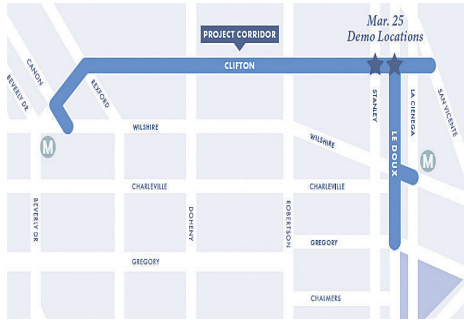 Mar. 25
Demo Locations
PROJECT CORRIDOR
CLIFTON
CANON
BEVERLY DR
REXFORD
STANLEY
LA CIENEGA
SAN VICENTE
WILSHIRE
M
WILSHIRE
LE DOUX
M
CHARLEVILLE
CHARLEVILLE
BEVERLY DR
DOHENY
ROBERTSON
GREGORY
GREGORY
CHALMERS